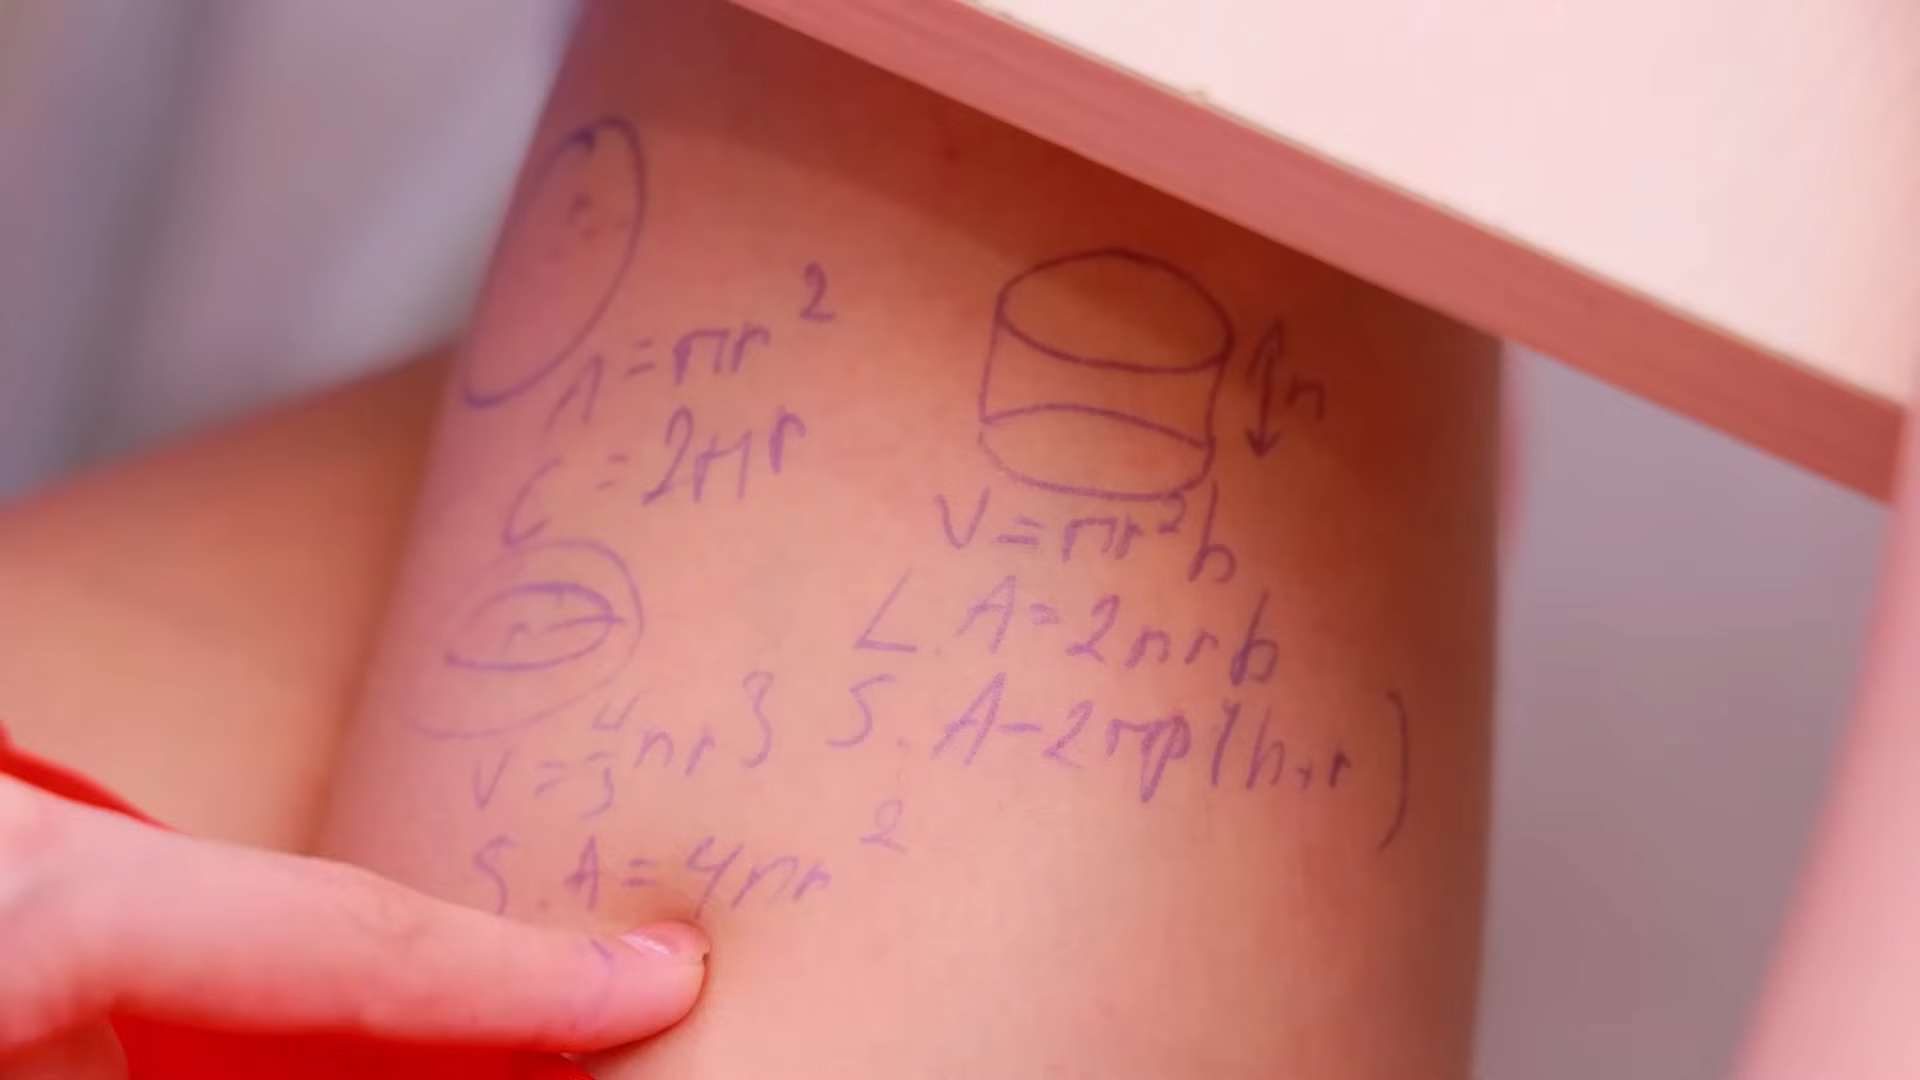 r
A=πr²
C=2πr
r
V=4/3πr3
S.A=4πr²
h
V=πr²h
L.A=2πrh
S.A-2πr(h+r)